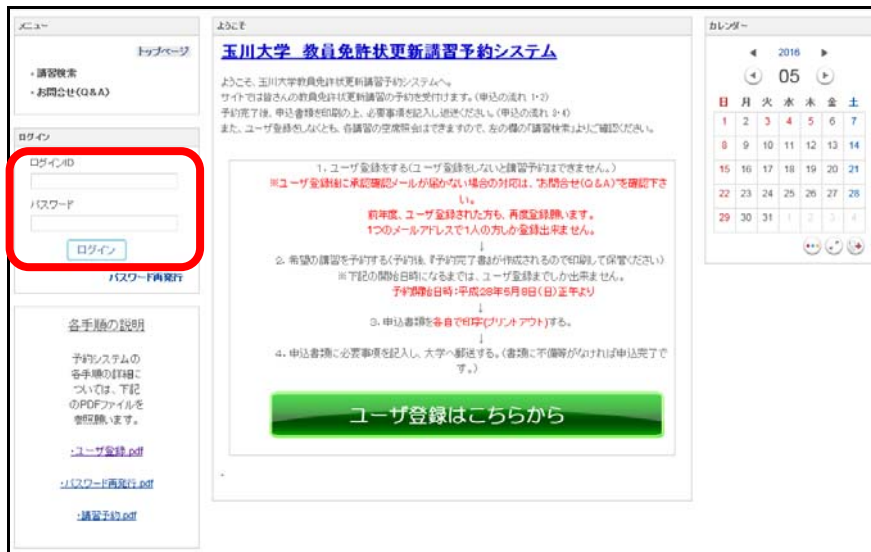 メニュー
トップページ
・講習検索
・お問合せ(Q&A)
ログイン
ログインID
パスワード
ログイン
パスワード再発行
各手順の説明
予約システムの
各手順の詳細に
ついては、下記
のPDFファイルを
参照願います。
・ユーザ登録.pdf
・パスワード再発行.pdf
・講習予約.pdf
ようこそ
玉川大学 教員免許状更新講習予約システム
ようこそ、玉川大学教員免許状更新講習予約システムへ。
サイトでは皆さんの教員免許状更新講習の予約を受付けます。(申込の流れ 1・2)
予約完了後、申込書類を印刷の上、必要事項を記入し返送ください。(申込の流れ 3・4)
また、ユーザ登録をしなくとも、各講習の空席照会はできますので、左の欄の「講習検索」よりご確認ください。
1. ユーザ登録をする(ユーザ登録をしないと講習予約はできません。)
※ユーザ登録後に承認確認メールが届かない場合の対応は、"お問合せ(Q&A)"を確認下さ
い。
前年度、ユーザ登録された方も、再度登録願います。
1つのメールアドレスで1人の方しか登録出来ません。
↓
2. 希望の講習を予約する(予約後、『予約完了書』が作成されるので印刷して保管ください)
※下記の開始日時になるまでは、ユーザ登録までしか出来ません。
予約開始日時:平成28年5月8日(日)正午より
↓
3. 申込書類を各自で印字(プリントアウト)する。
↓
4. 申込書類に必要事項を記入し、大学へ郵送する。(書類に不備等がなければ申込完了で
す。)
ユーザ登録はこちらから
カレンダー
2016
05
日 月 火 水 木 金 土
1 2 3 4 5 6 7
8 9 10 11 12 13 14
15 16 17 18 19 20 21
22 23 24 25 26 27 28
29 30 31 1 2 3 4